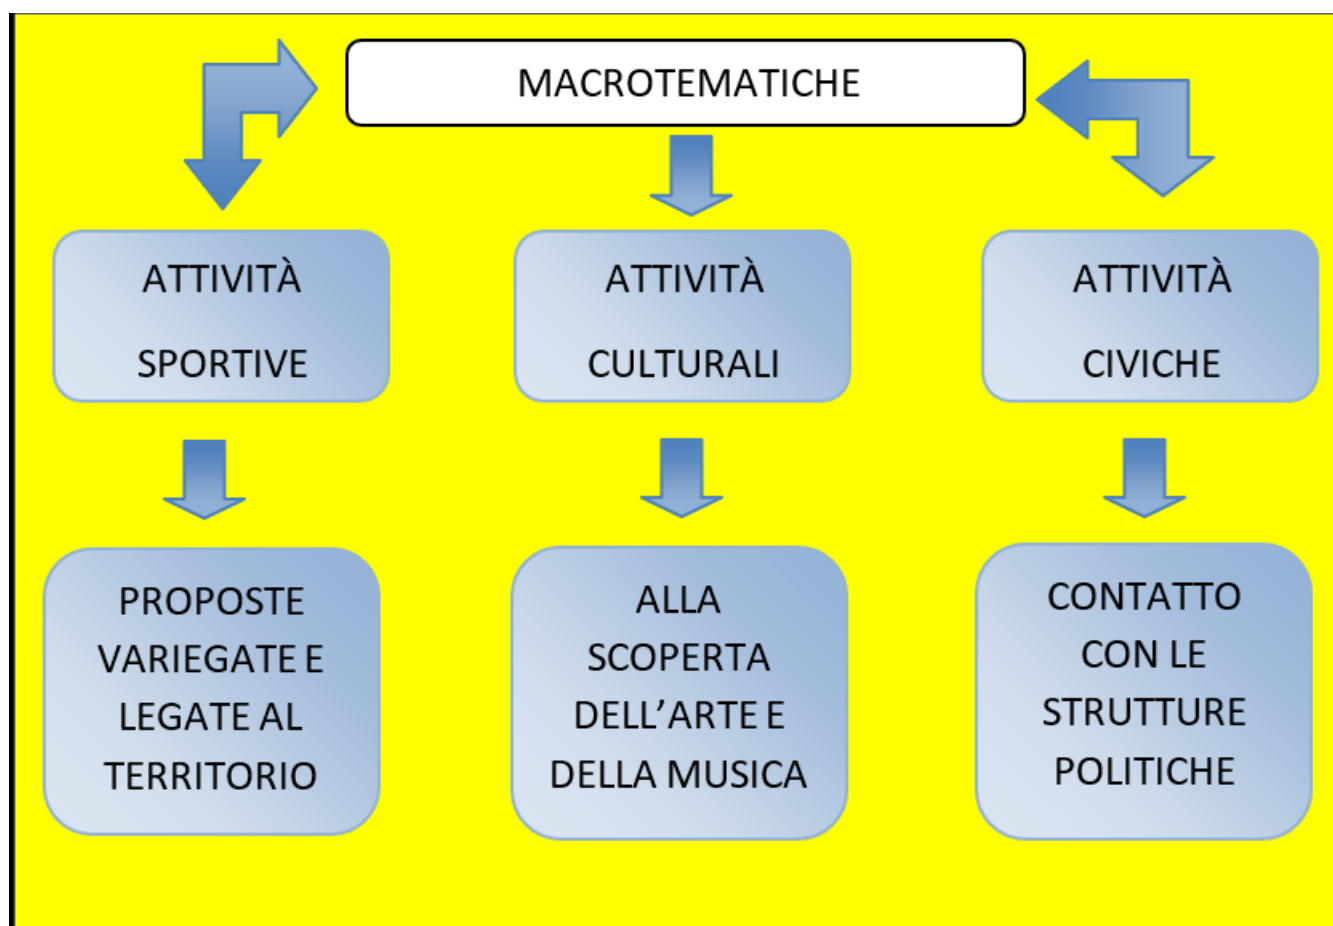 MACROTEMATICHE
ATTIVITÀ
SPORTIVE
ATTIVITÀ
CULTURALI
ATTIVITÀ
CIVICHE
PROPOSTE
VARIEGATE E
LEGATE AL
TERRITORIO
ALLA
SCOPERTA
DELL’ARTE E
DELLA MUSICA
CONTATTO
CON LE
STRUTTURE
POLITICHE